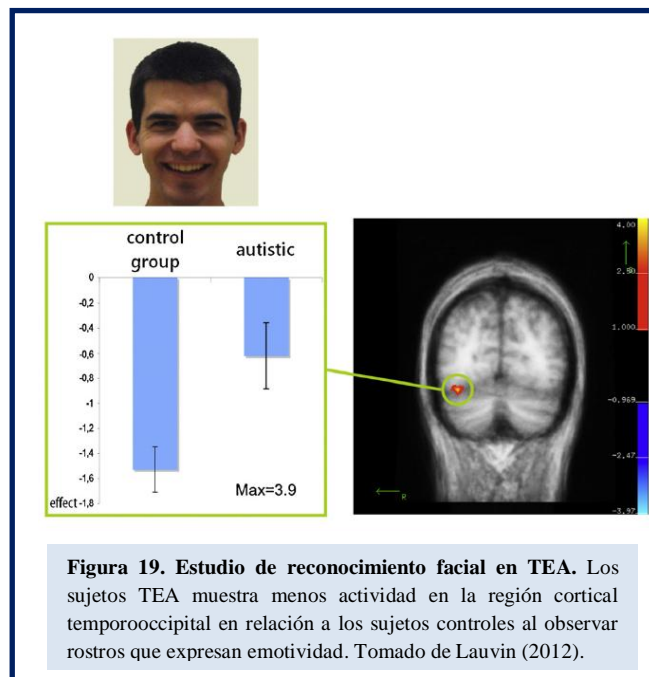 control
group
autistic
0
-0,2
-0,4
-0,6
-0,8
-1
-1,2
-1,4
-1,6
effect -1,8
Max=3.9
4.00
2.50
1.000
-0.969
-2.47
-3.97
R
Figura 19. Estudio de reconocimiento facial en TEA. Los
sujetos TEA muestra menos actividad en la región cortical
temporooccipital en relación a los sujetos controles al observar
rostros que expresan emotividad. Tomado de Lauvin (2012).